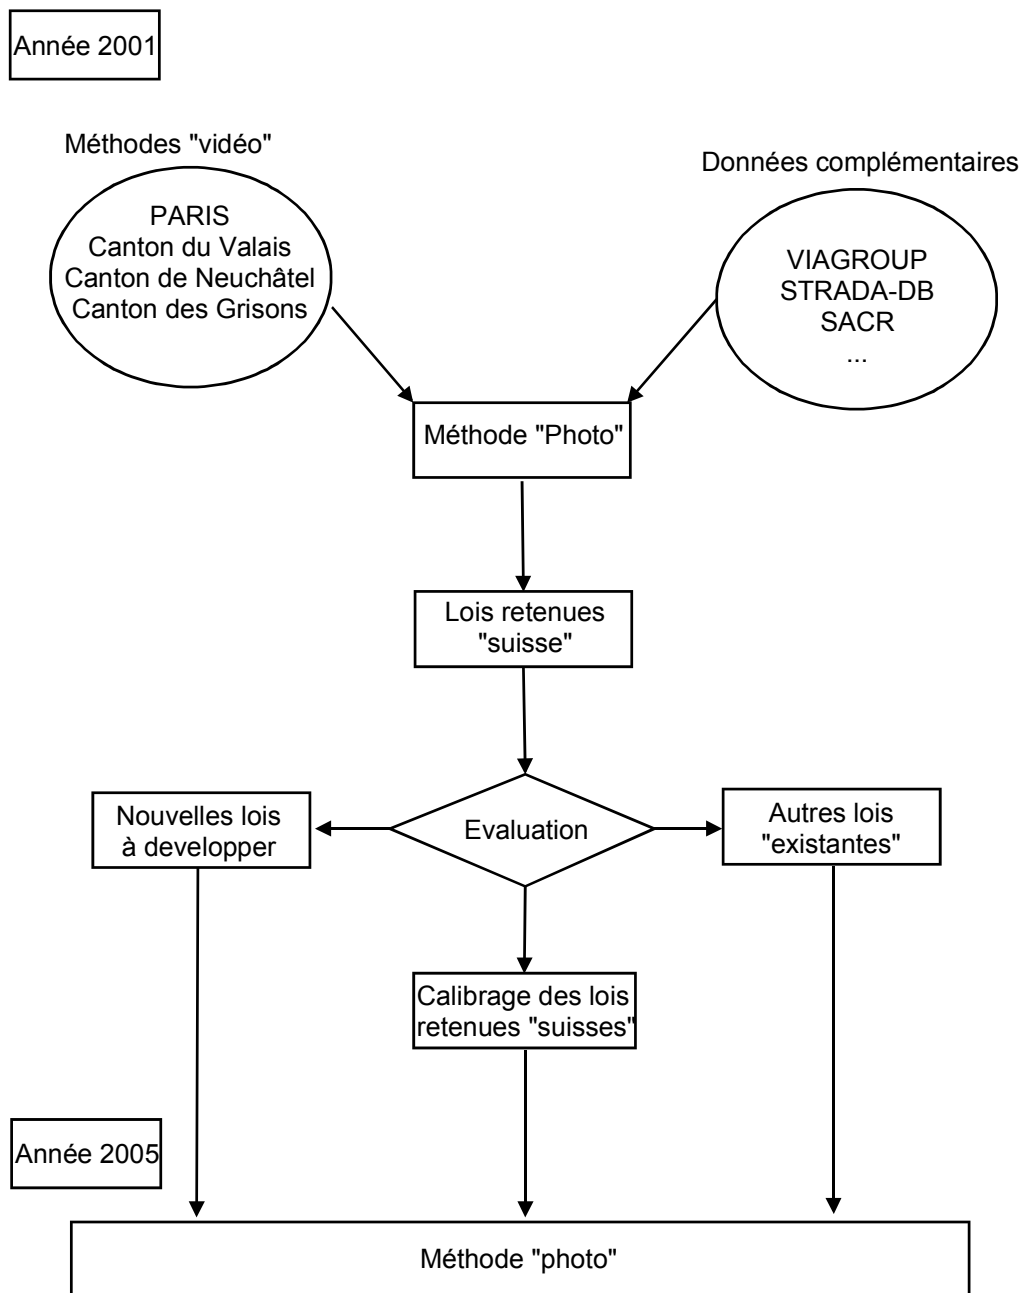 Année 2001
Méthodes "vidéo"
PARIS
Canton du Valais
Canton de Neuchâtel
Canton des Grisons
Données complémentaires
VIAGROUP
STRADA-DB
SACR
...
Méthode "Photo"
Lois retenues
"suisse"
Nouvelles lois
à developper
Evaluation
Autres lois
"existantes"
Calibrage des lois
retenues "suisses"
Année 2005
Méthode "photo"